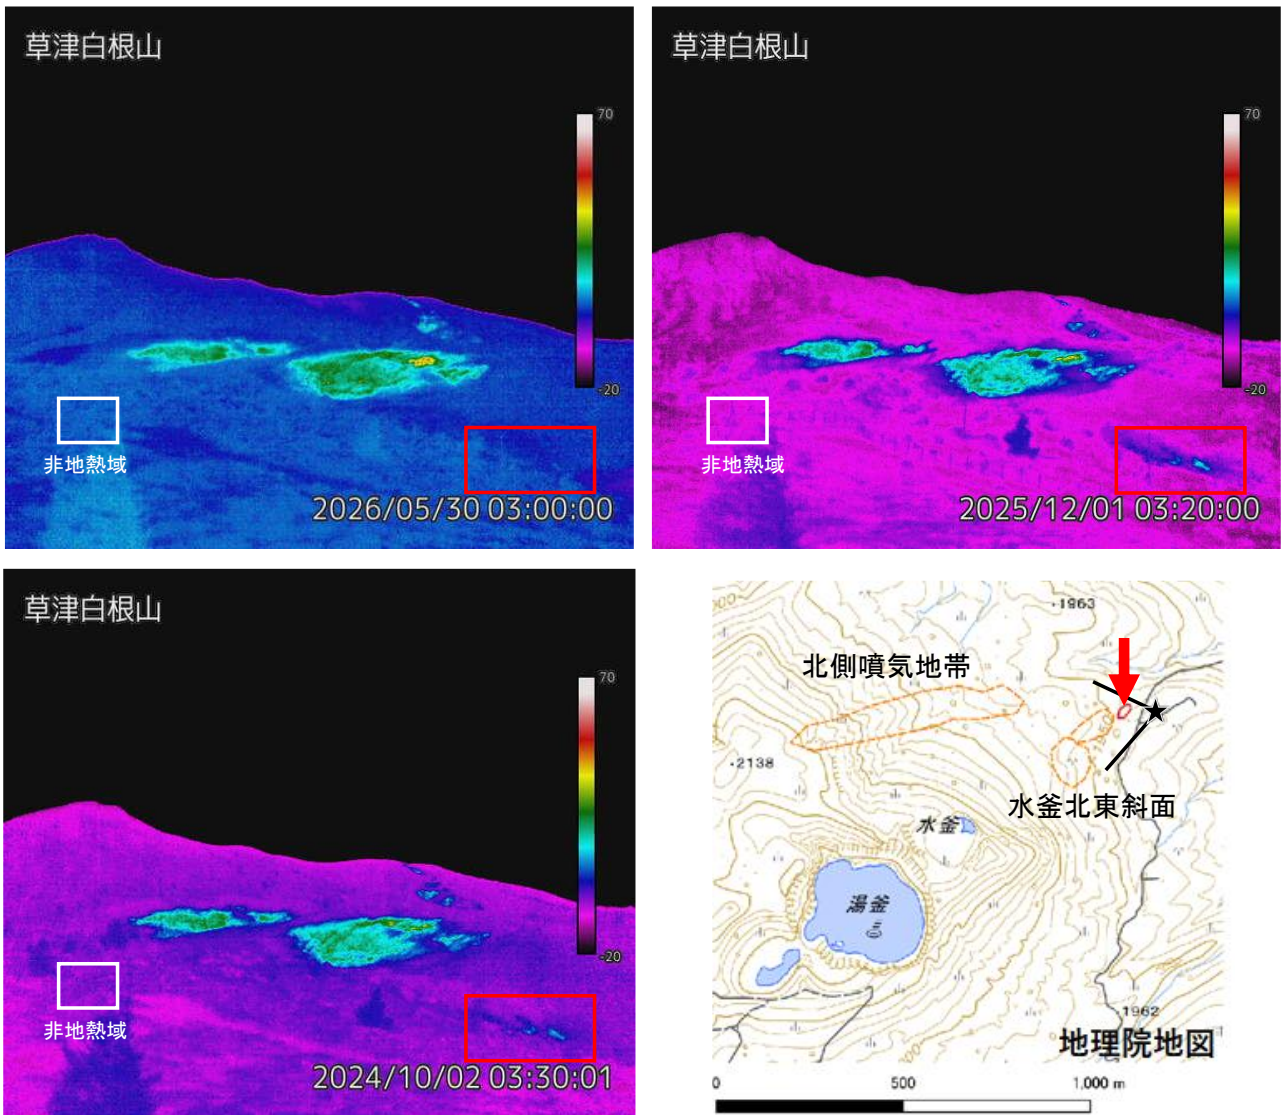 草津白根山
70
-20
非地熱域
2026/05/30 03:00:00
草津白根山
70
-20
非地熱域
2025/12/01 03:20:00
草津白根山
70
-20
非地熱域
2024/10/02 03:30:01
・1963
北側噴気地帯
・2138
水釜北東斜面
水釜
湯釜
1962
地理院地図
0 500 1,000 m